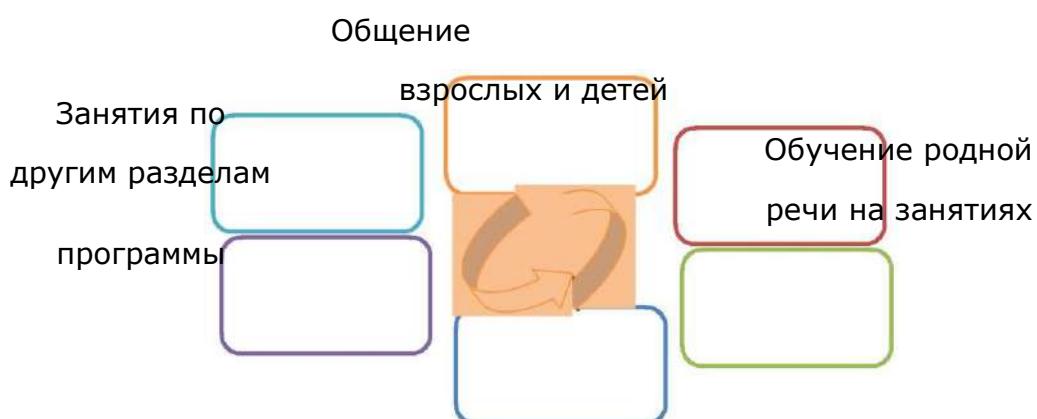 Общение
взрослых и детей
Занятия по
другим разделам
программы
Обучение родной
речи на занятиях